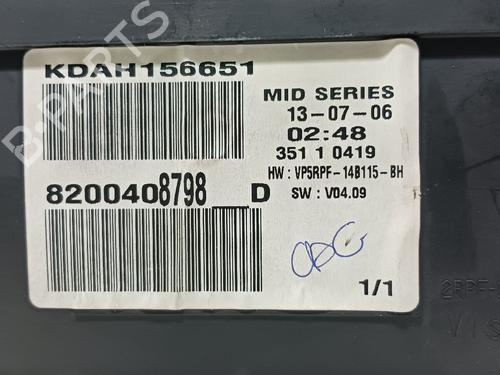 KDAH156651
MID SERIES
13-07-06
02:48
351 1 0419
HW : VP5RPF-14B115-BH
8200408798__D
SW : V04.09
1/1
B-PARTS